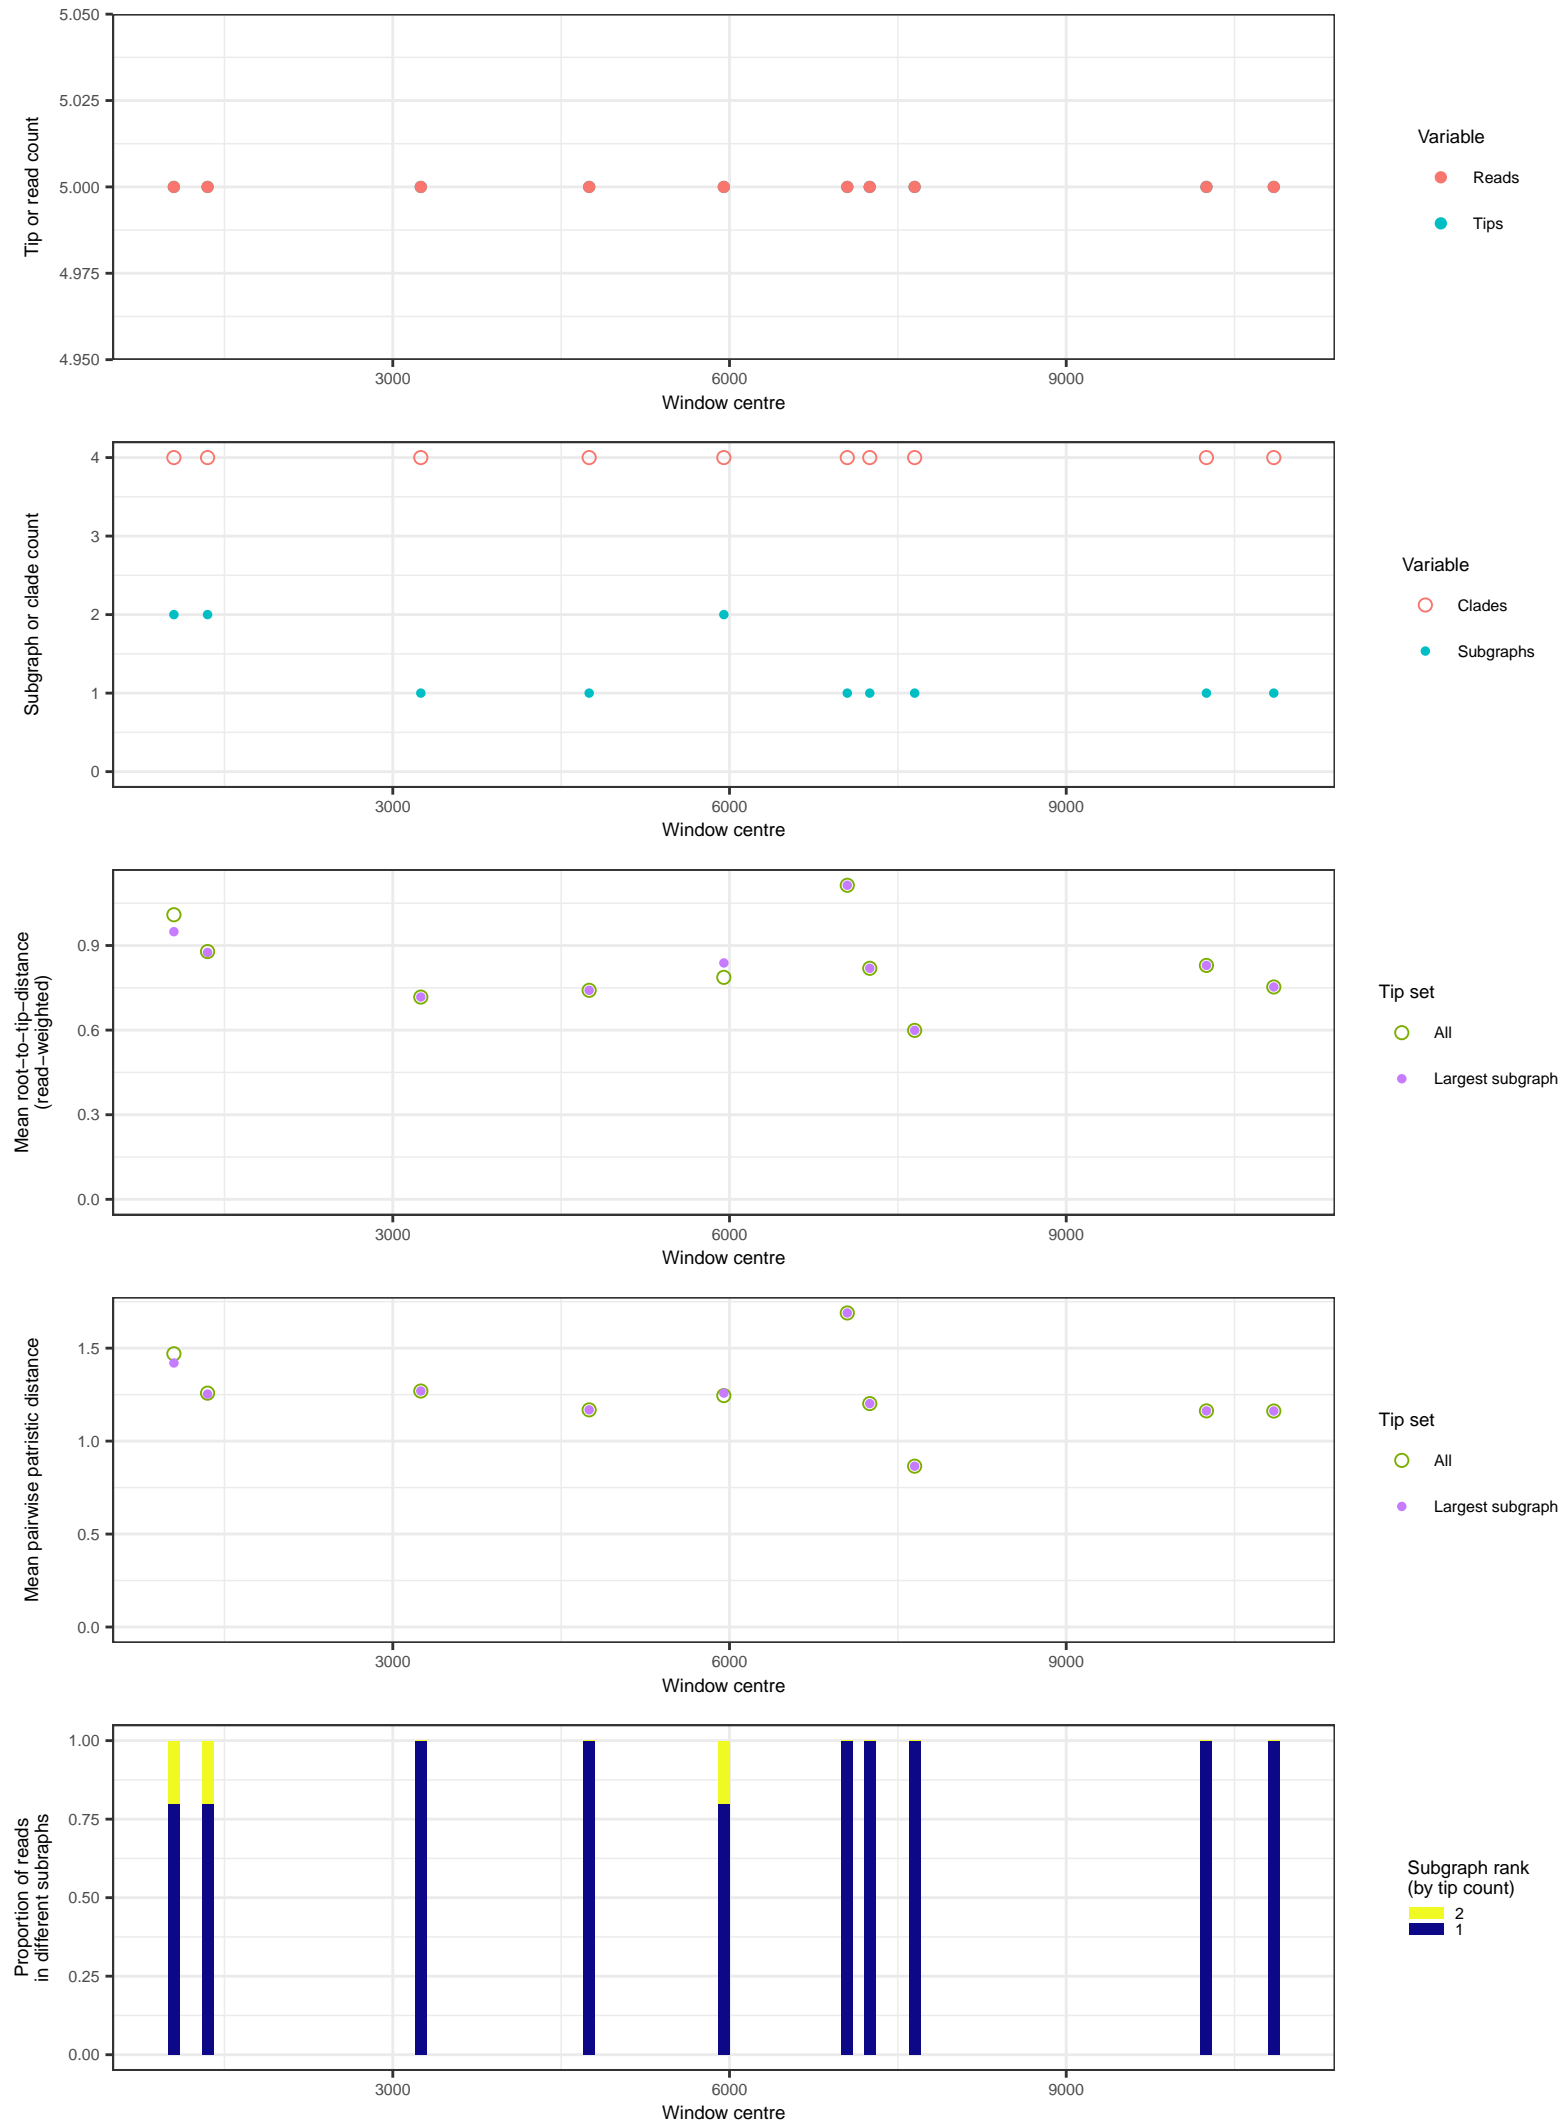 5.050
5.025
5.000
4.975
4.950
Tip or read count
3000 6000 9000
Window centre
Variable
Reads
Tips
4
3
2
1
0
Subgraph or clade count
3000 6000 9000
Window centre
Variable
Clades
Subgraphs
0.9
0.6
0.3
0.0
Mean root−to−tip−distance
(read−weighted)
3000 6000 9000
Window centre
Tip set
All
Largest subgraph
1.5
1.0
0.5
0.0
Mean pairwise patristic distance
3000 6000 9000
Window centre
Tip set
All
Largest subgraph
1.00
0.75
0.50
0.25
0.00
Proportion of reads
in different subraphs
3000 6000 9000
Window centre
Subgraph rank
(by tip count)
2
1